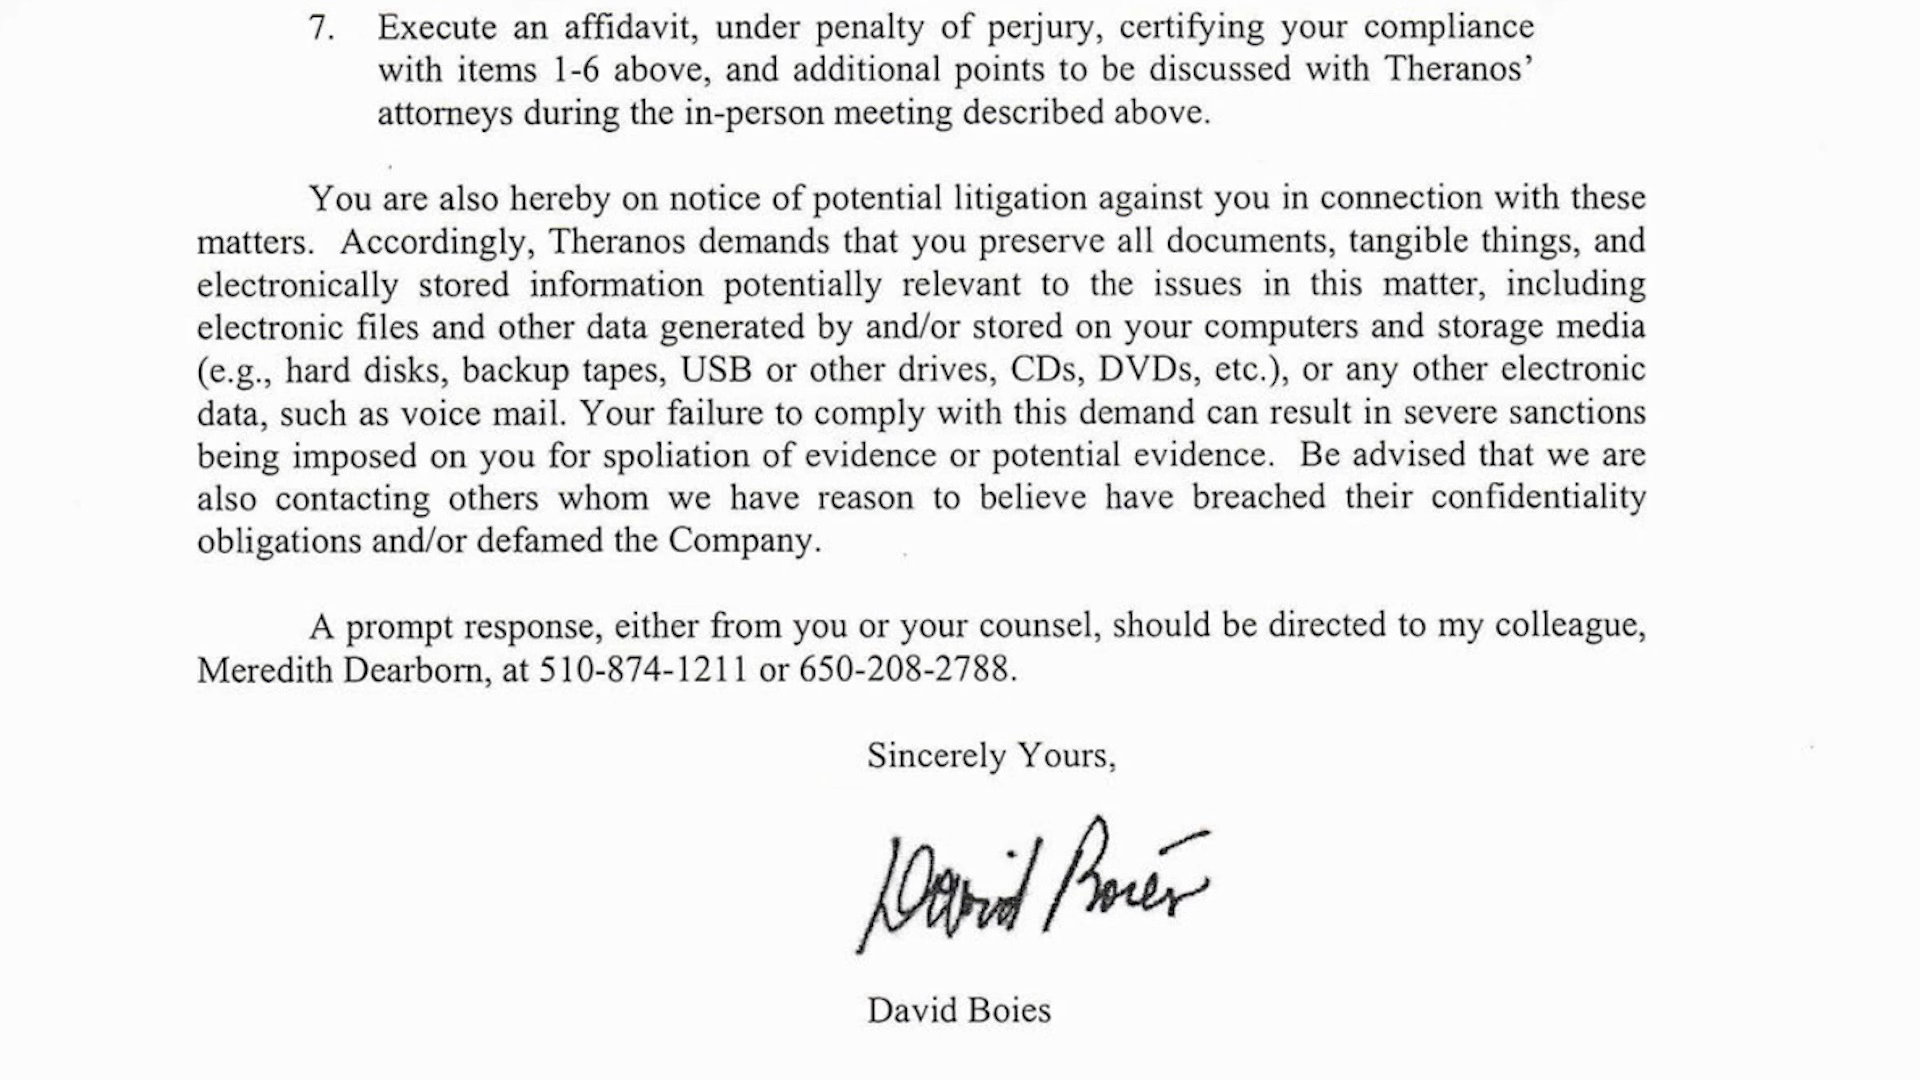 7. Execute an affidavit, under penalty of perjury, certifying your compliance
with items 1-6 above, and additional points to be discussed with Theranos’
attorneys during the in-person meeting described above.
You are also hereby on notice of potential litigation against you in connection with these
matters. Accordingly, Theranos demands that you preserve all documents, tangible things, and
electronically stored information potentially relevant to the issues in this matter, including
electronic files and other data generated by and/or stored on your computers and storage media
(e.g., hard disks, backup tapes, USB or other drives, CDs, DVDs, etc.), or any other electronic
data, such as voice mail. Your failure to comply with this demand can result in severe sanctions
being imposed on you for spoliation of evidence or potential evidence. Be advised that we are
also contacting others whom we have reason to believe have breached their confidentiality
obligations and/or defamed the Company.
A prompt response, either from you or your counsel, should be directed to my colleague,
Meredith Dearborn, at 510-874-1211 or 650-208-2788.
Sincerely Yours,
David Boies
David Boies